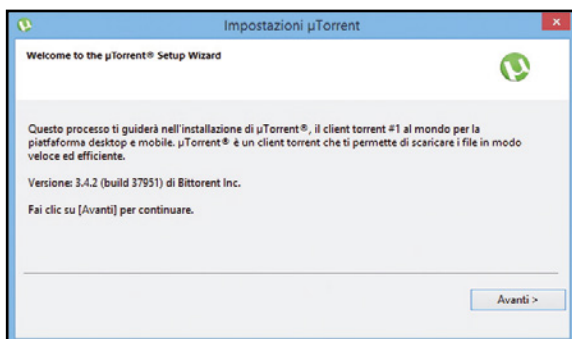 Impostazioni µTorrent
Welcome to the µTorrent® Setup Wizard
Questo processo ti guiderà nell'installazione di µTorrent®, il client torrent #1 al mondo per la
piattaforma desktop e mobile. µTorrent® è un client torrent che ti permette di scaricare i file in modo
veloce ed efficiente.
Versione: 3.4.2 (build 37951) di Bittorent Inc.
Fai clic su [Avanti] per continuare.
Avanti >